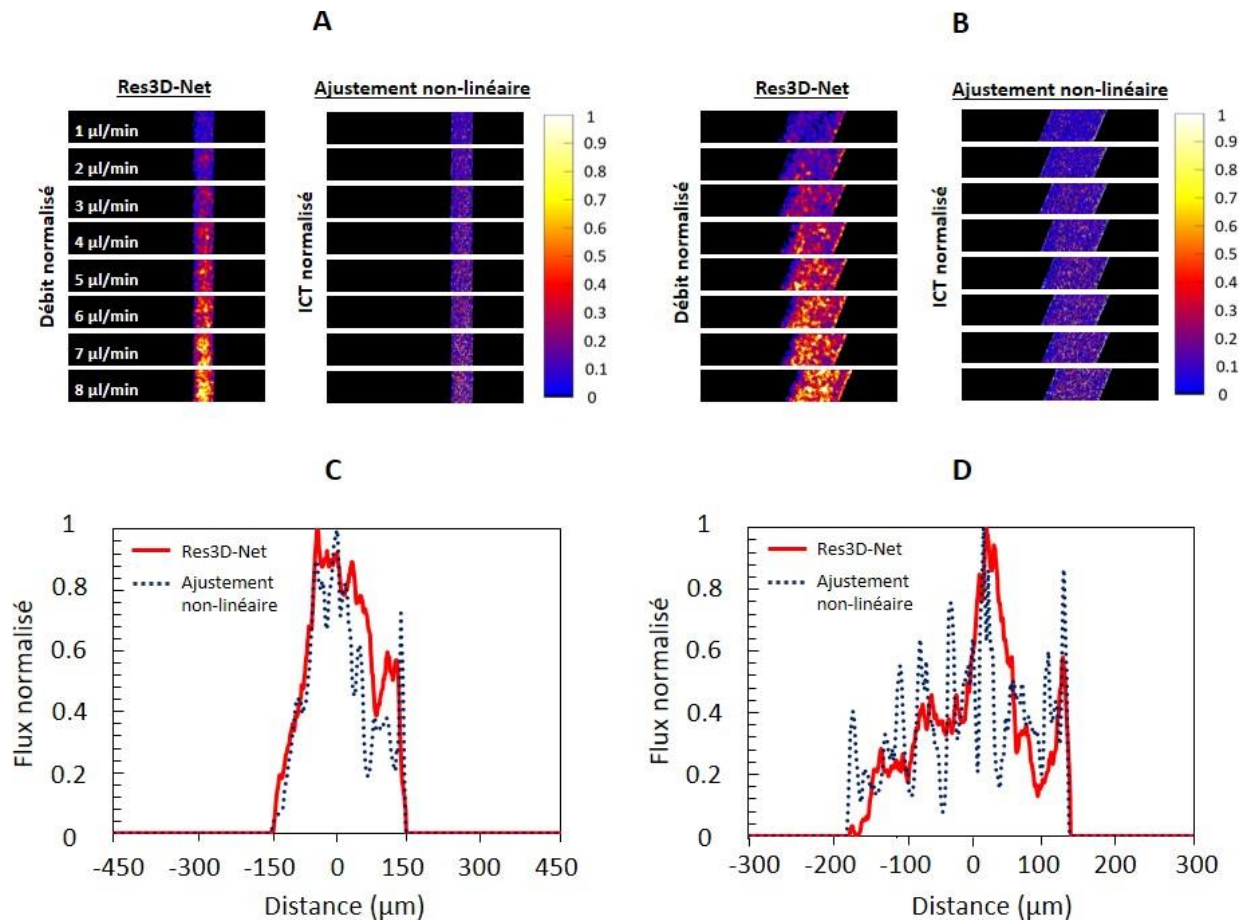 A
B
Res3D-Net
Ajustement non-linéaire
Res3D-Net
Ajustement non-linéaire
Débit normalisé
1 µl/min
2 µl/min
3 µl/min
4 µl/min
5 µl/min
6 µl/min
7 µl/min
8 µl/min
ICT normalisé
1
0.9
0.8
0.7
0.6
0.5
0.4
0.3
0.2
0.1
0
Débit normalisé
ICT normalisé
1
0.9
0.8
0.7
0.6
0.5
0.4
0.3
0.2
0.1
0
C
D
Flux normalisé
1
0.8
0.6
0.4
0.2
0
Res3D-Net
Ajustement
non-linéaire
-450
-300
-150
0
150
300
450
Distance (µm)
Flux normalisé
1
0.8
0.6
0.4
0.2
0
Res3D-Net
Ajustement
non-linéaire
-300
-200
-100
0
100
200
300
Distance (µm)